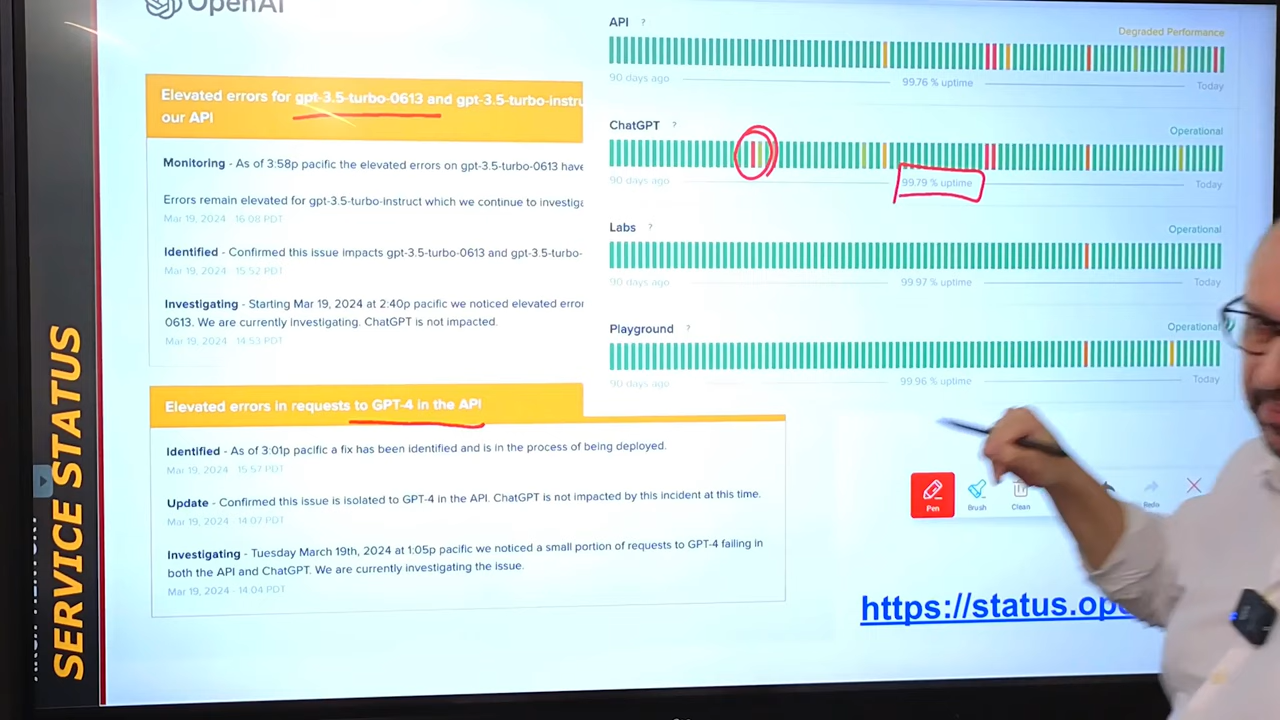 OpenAI
SERVICE STATUS
Elevated errors for gpt-3.5-turbo-0613 and gpt-3.5-turbo-instru
our API
Monitoring - As of 3:58p pacific the elevated errors on gpt-3.5-turbo-0613 have
Errors remain elevated for gpt-3.5-turbo-instruct which we continue to investiga
Mar 19, 2024 · 16:08 PDT
Identified - Confirmed this issue impacts gpt-3.5-turbo-0613 and gpt-3.5-turbo-
Mar 19, 2024 · 15:52 PDT
Investigating - Starting Mar 19, 2024 at 2:40p pacific we noticed elevated error
0613. We are currently investigating. ChatGPT is not impacted.
Mar 19, 2024 · 14:53 PDT
Elevated errors in requests to GPT-4 in the API
Identified - As of 3:01p pacific a fix has been identified and is in the process of being deployed.
Mar 19, 2024 · 15:57 PDT
Update - Confirmed this issue is isolated to GPT-4 in the API. ChatGPT is not impacted by this incident at this time.
Mar 19, 2024 · 14:07 PDT
Investigating - Tuesday March 19th, 2024 at 1:05p pacific we noticed a small portion of requests to GPT-4 failing in
both the API and ChatGPT. We are currently investigating the issue.
Mar 19, 2024 · 14:04 PDT
API ? Degraded Performance
90 days ago 99.76 % uptime Today
ChatGPT ? Operational
90 days ago 99.79 % uptime Today
Labs ? Operational
90 days ago 99.97 % uptime Today
Playground ? Operational
90 days ago 99.96 % uptime Today
Pen Brush Clean Redo
https://status.op